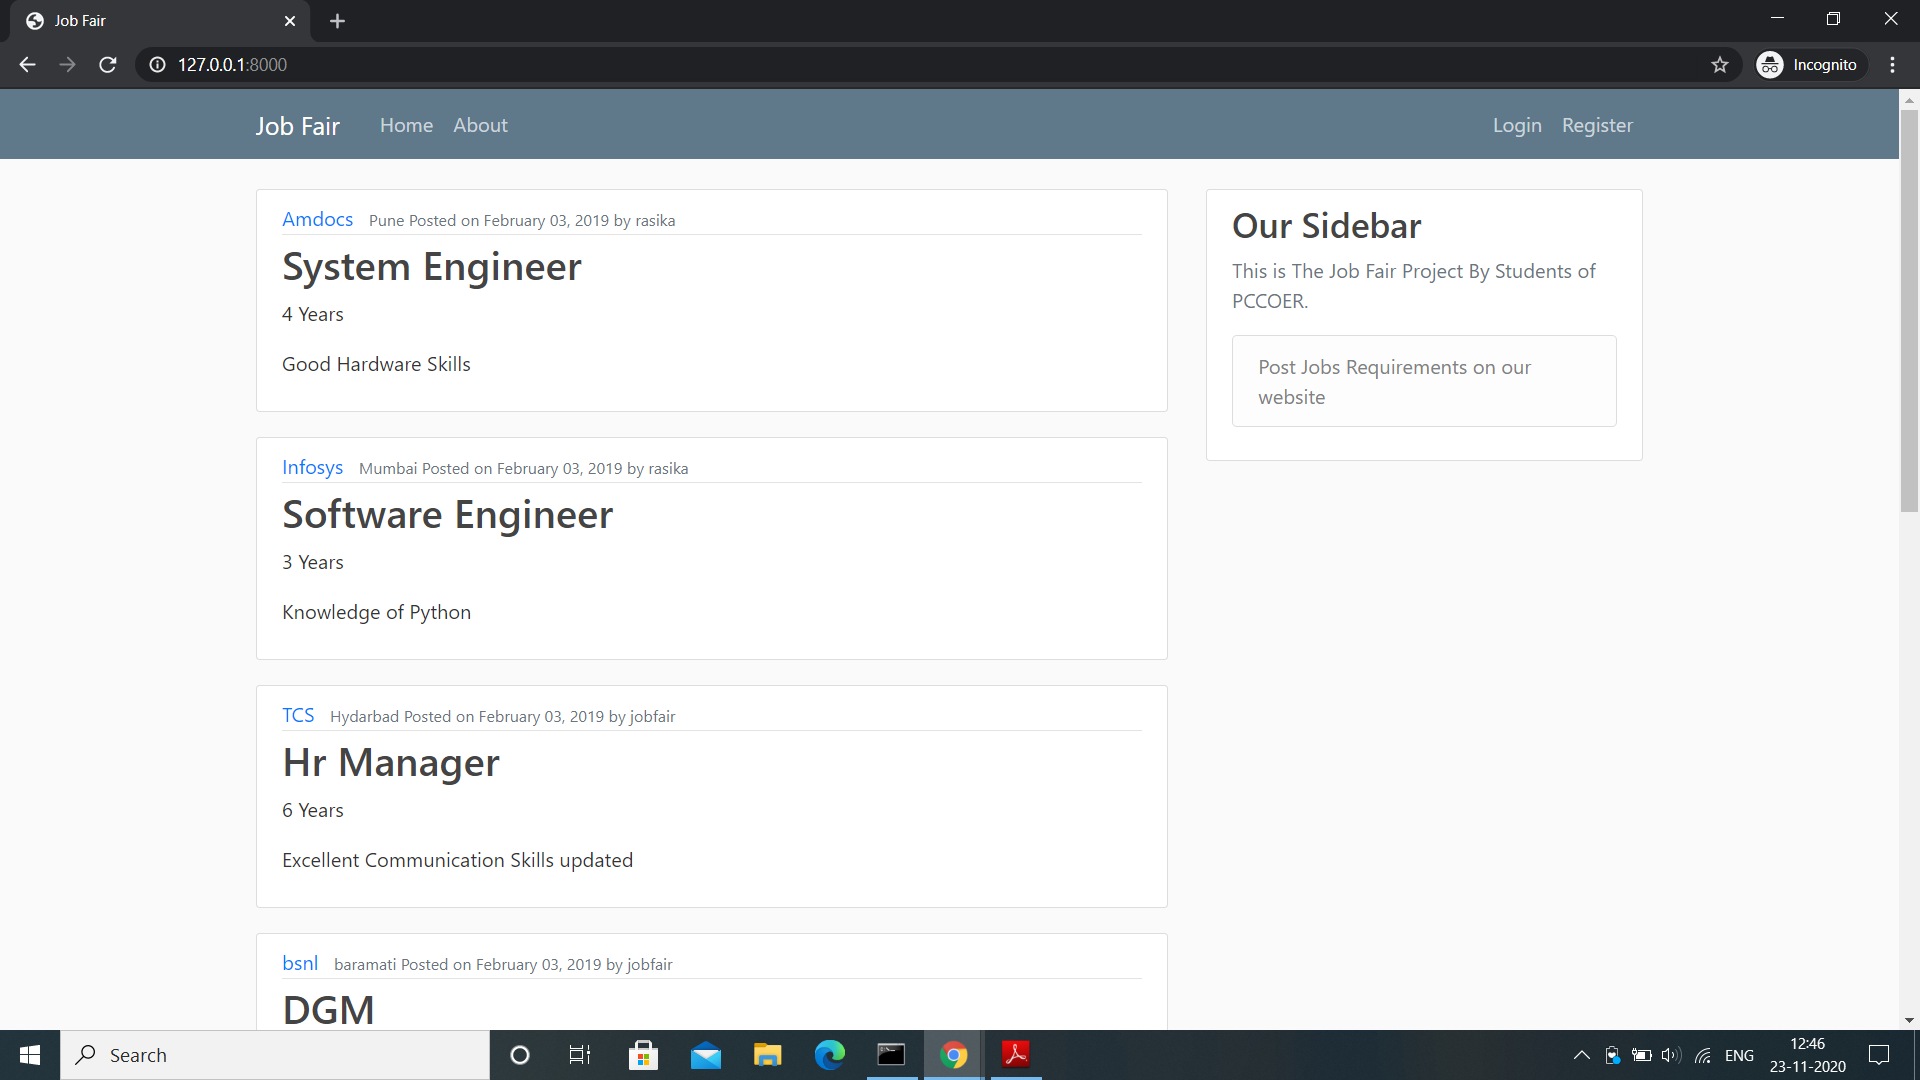 Job Fair
127.0.0.1:8000
Incognito
Job Fair Home About Login Register
Amdocs Pune Posted on February 03, 2019 by rasika
System Engineer
4 Years
Good Hardware Skills
Infosys Mumbai Posted on February 03, 2019 by rasika
Software Engineer
3 Years
Knowledge of Python
TCS Hydarbad Posted on February 03, 2019 by jobfair
Hr Manager
6 Years
Excellent Communication Skills updated
bsnl baramati Posted on February 03, 2019 by jobfair
DGM
Our Sidebar
This is The Job Fair Project By Students of
PCCOER.
Post Jobs Requirements on our
website
Search
ENG
12:46
23-11-2020